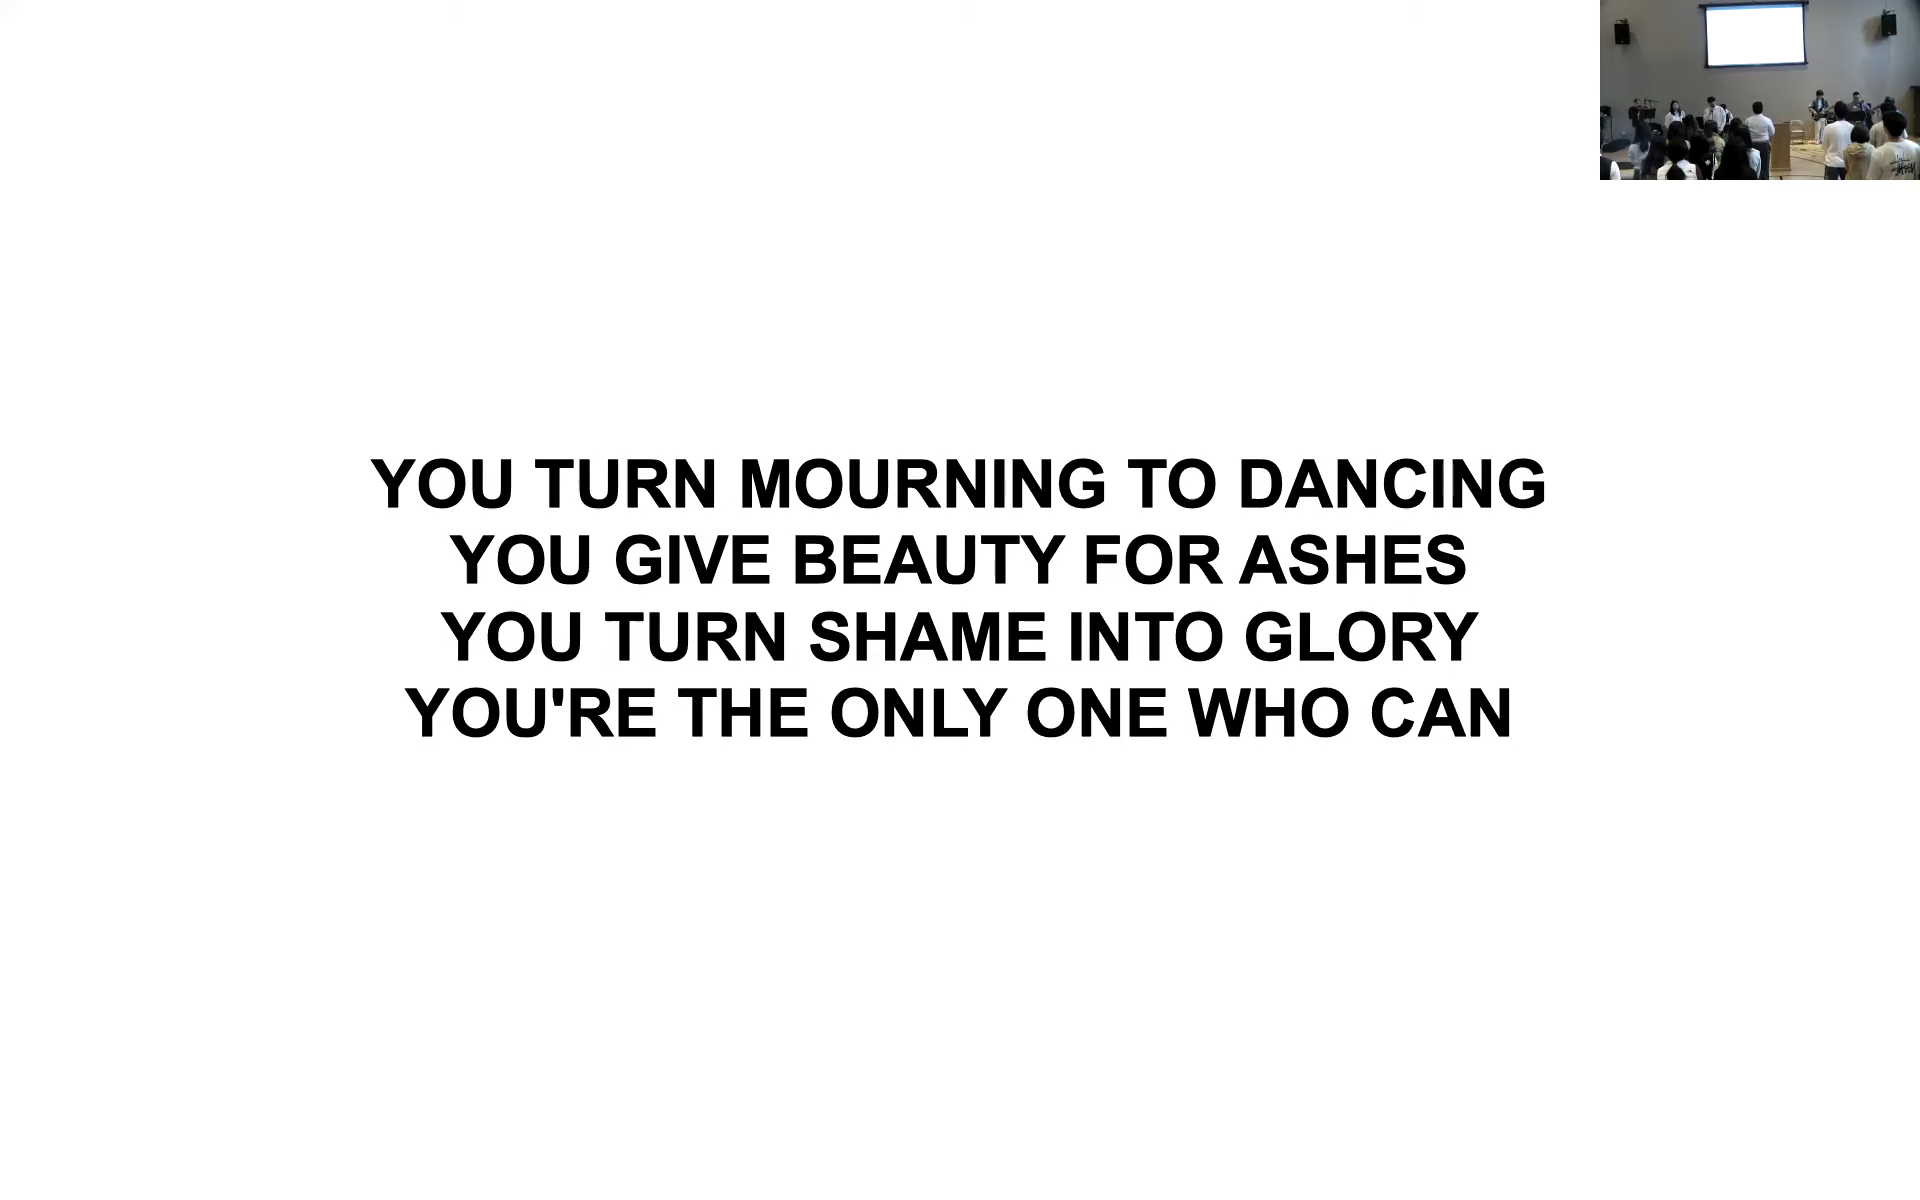 YOU TURN MOURNING TO DANCING
YOU GIVE BEAUTY FOR ASHES
YOU TURN SHAME INTO GLORY
YOU'RE THE ONLY ONE WHO CAN